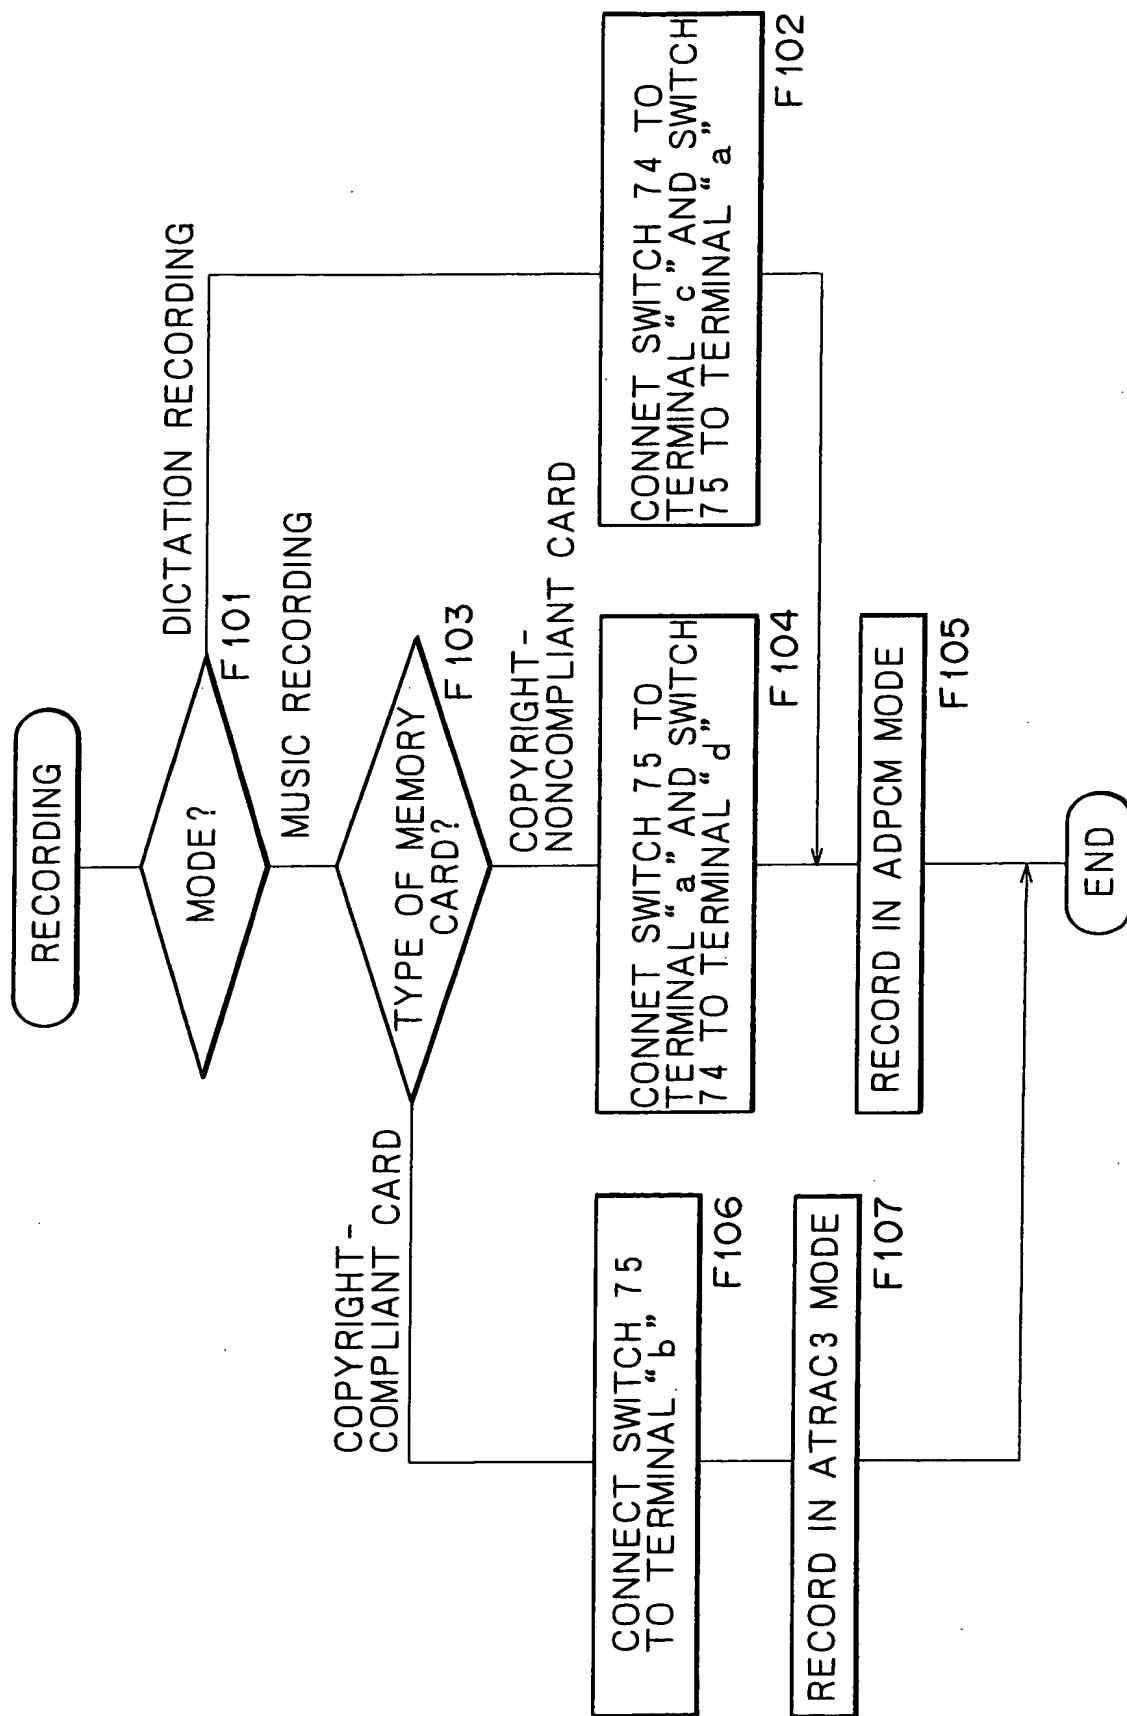 RECORDING
MODE?
F101
DICTATION RECORDING
MUSIC RECORDING
TYPE OF MEMORY
CARD?
F103
COPYRIGHT-
COMPLIANT CARD
COPYRIGHT-
NONCOMPLIANT CARD
CONNECT SWITCH 75
TO TERMINAL “b”
F106
CONNET SWITCH 75 TO
TERMINAL “a” AND SWITCH
74 TO TERMINAL “d”
F104
CONNET SWITCH 74 TO
TERMINAL “c” AND SWITCH
75 TO TERMINAL “a”
F102
RECORD IN ATRAC3 MODE
F107
RECORD IN ADPCM MODE
F105
END